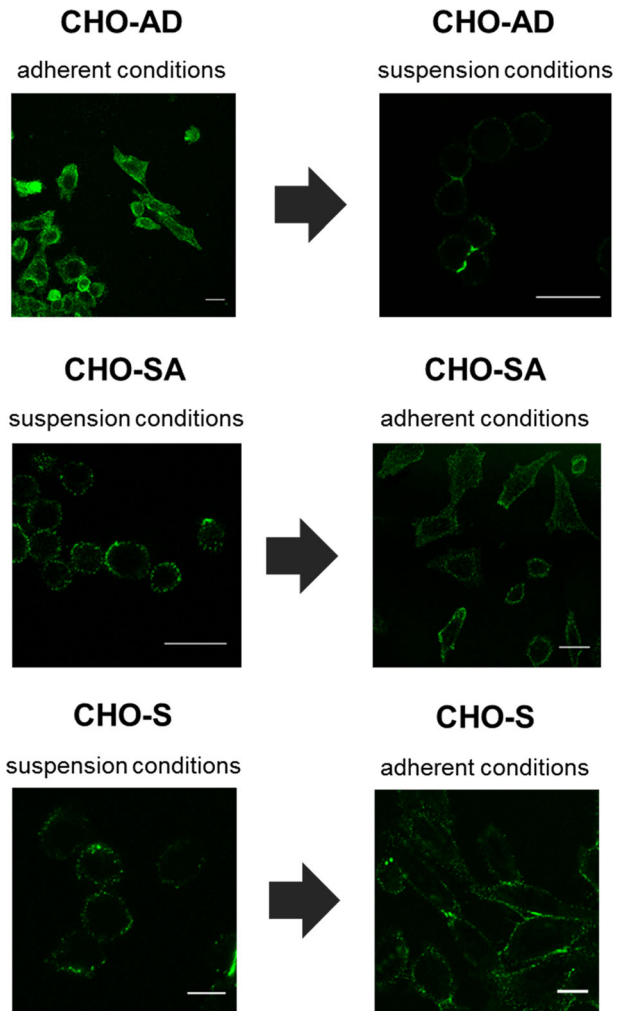 CHO-AD
adherent conditions
CHO-AD
suspension conditions
CHO-SA
suspension conditions
CHO-SA
adherent conditions
CHO-S
suspension conditions
CHO-S
adherent conditions